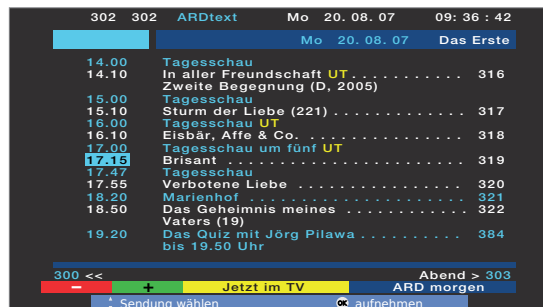 302 302 ARDtext Mo 20. 08. 07 09: 36 : 42
Mo 20. 08. 07 Das Erste
14.00 Tagesschau
14.10 In aller Freundschaft UT . . . . . . . . . . . 316
Zweite Begegnung (D, 2005)
15.00 Tagesschau
15.10 Sturm der Liebe (221) . . . . . . . . . . . . . 317
16.00 Tagesschau UT
16.10 Eisbär, Affe & Co. . . . . . . . . . . . . . . . . 318
17.00 Tagesschau um fünf UT
17.15 Brisant . . . . . . . . . . . . . . . . . . . . . . . 319
17.47 Tagesschau
17.55 Verbotene Liebe . . . . . . . . . . . . . . . . 320
18.20 Marienhof . . . . . . . . . . . . . . . . . . . . 321
18.50 Das Geheimnis meines . . . . . . . . . . . . 322
Vaters (19)
19.20 Das Quiz mit Jörg Pilawa . . . . . . . . . . . 384
bis 19.50 Uhr
300 << Abend > 303
– + Jetzt im TV ARD morgen
Sendung wählen OK aufnehmen